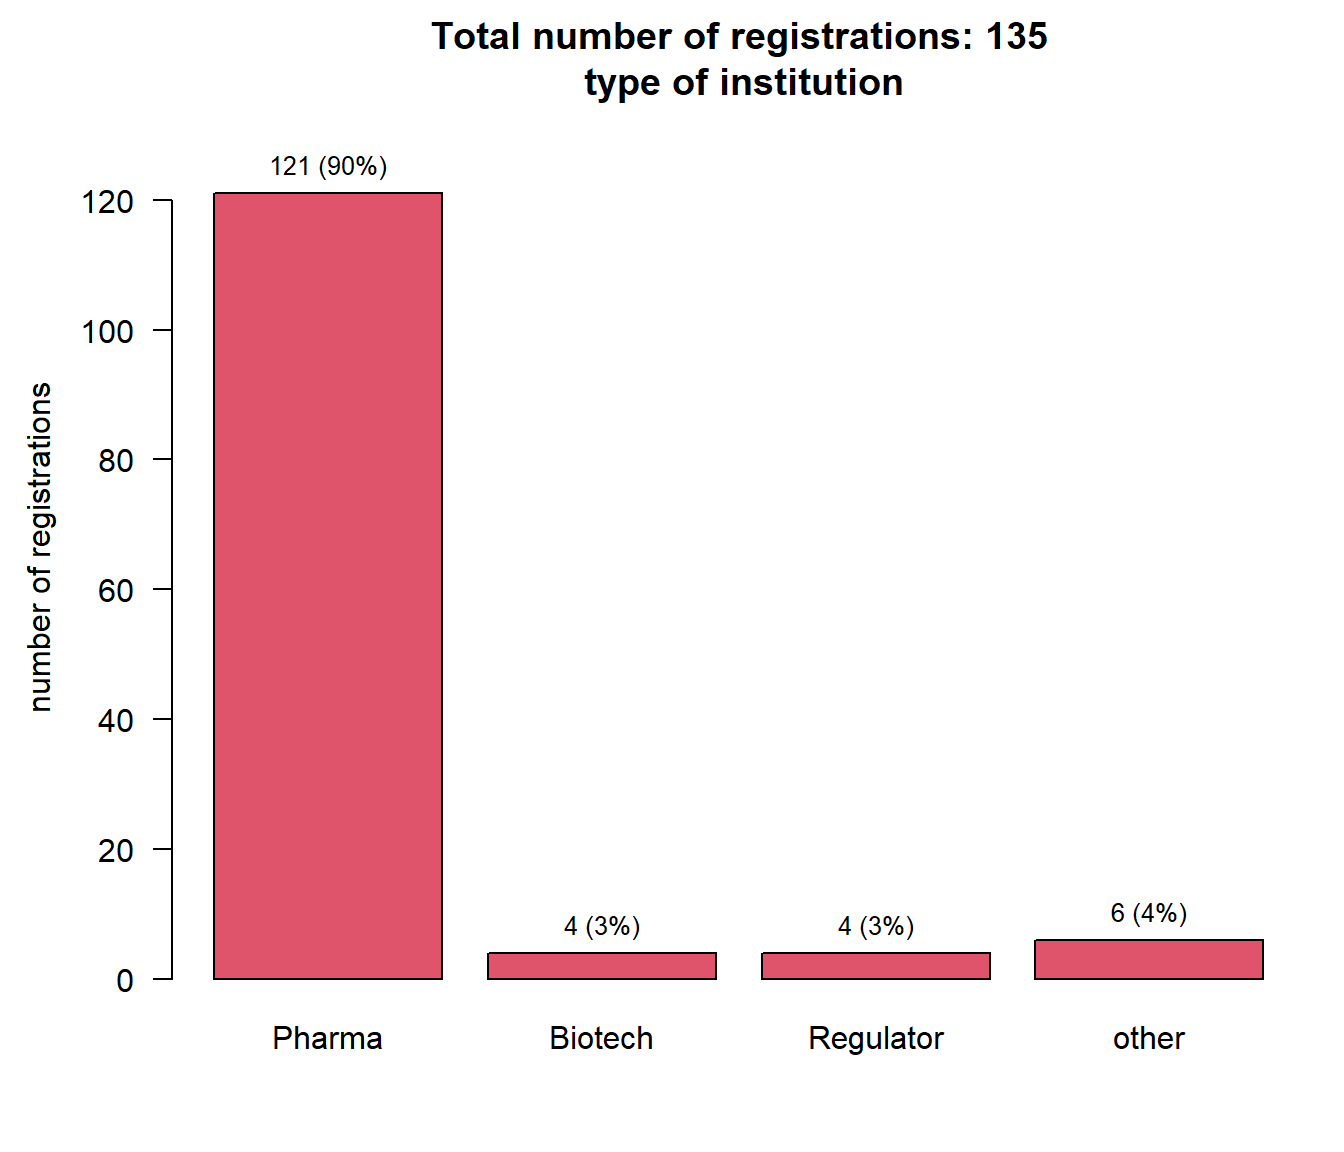 Total number of registrations: 135
type of institution
121 (90%)
120
100
80
60
40
20
0
number of registrations
4 (3%)
4 (3%)
6 (4%)
Pharma
Biotech
Regulator
other